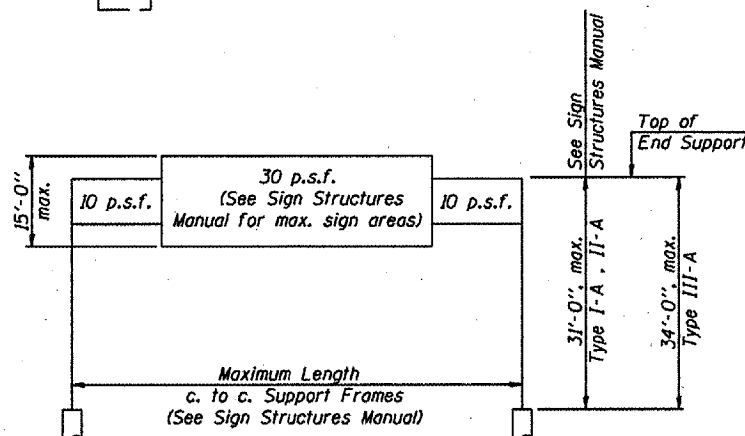 See Sign
Structures Manual
Top of
End Support
15'-0"
max.
10 p.s.f.
30 p.s.f.
(See Sign Structures
Manual for max. sign areas)
10 p.s.f.
31'-0", max.
Type I-A, II-A
34'-0", max.
Type III-A
Maximum Length
c. to c. Support Frames
(See Sign Structures Manual)